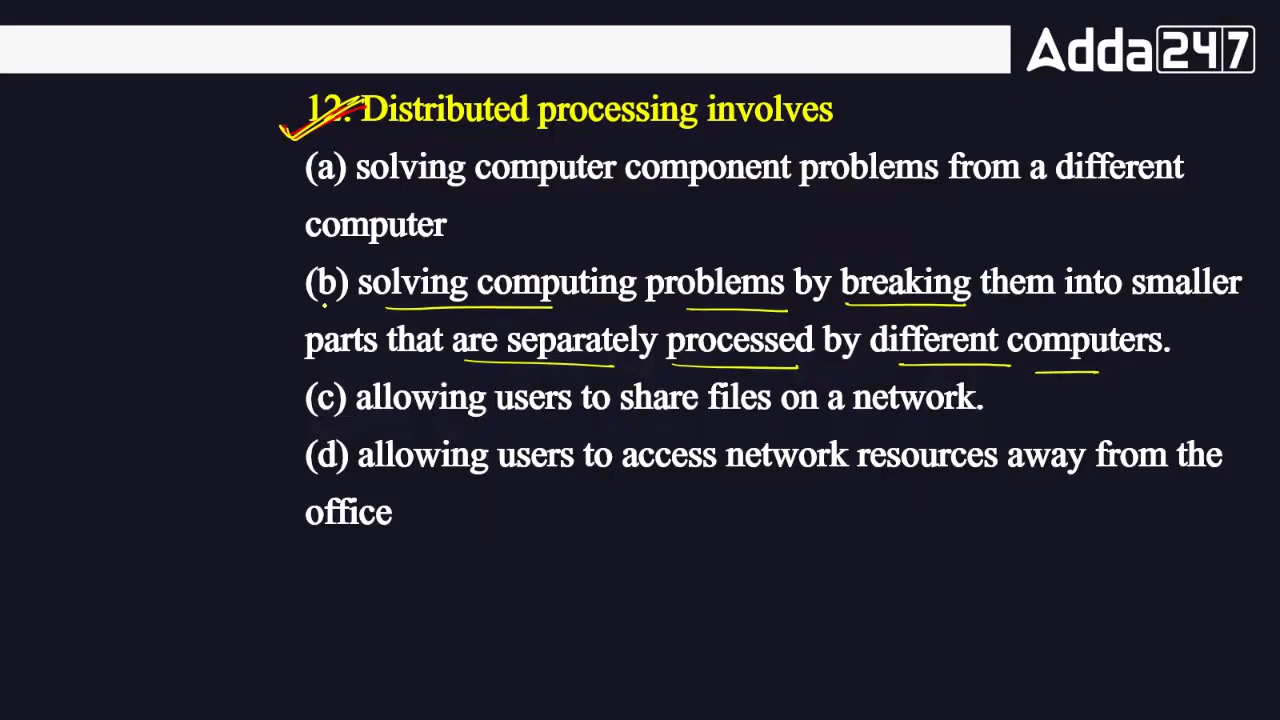 Adda247
12. Distributed processing involves
(a) solving computer component problems from a different
computer
(b) solving computing problems by breaking them into smaller
parts that are separately processed by different computers.
(c) allowing users to share files on a network.
(d) allowing users to access network resources away from the
office